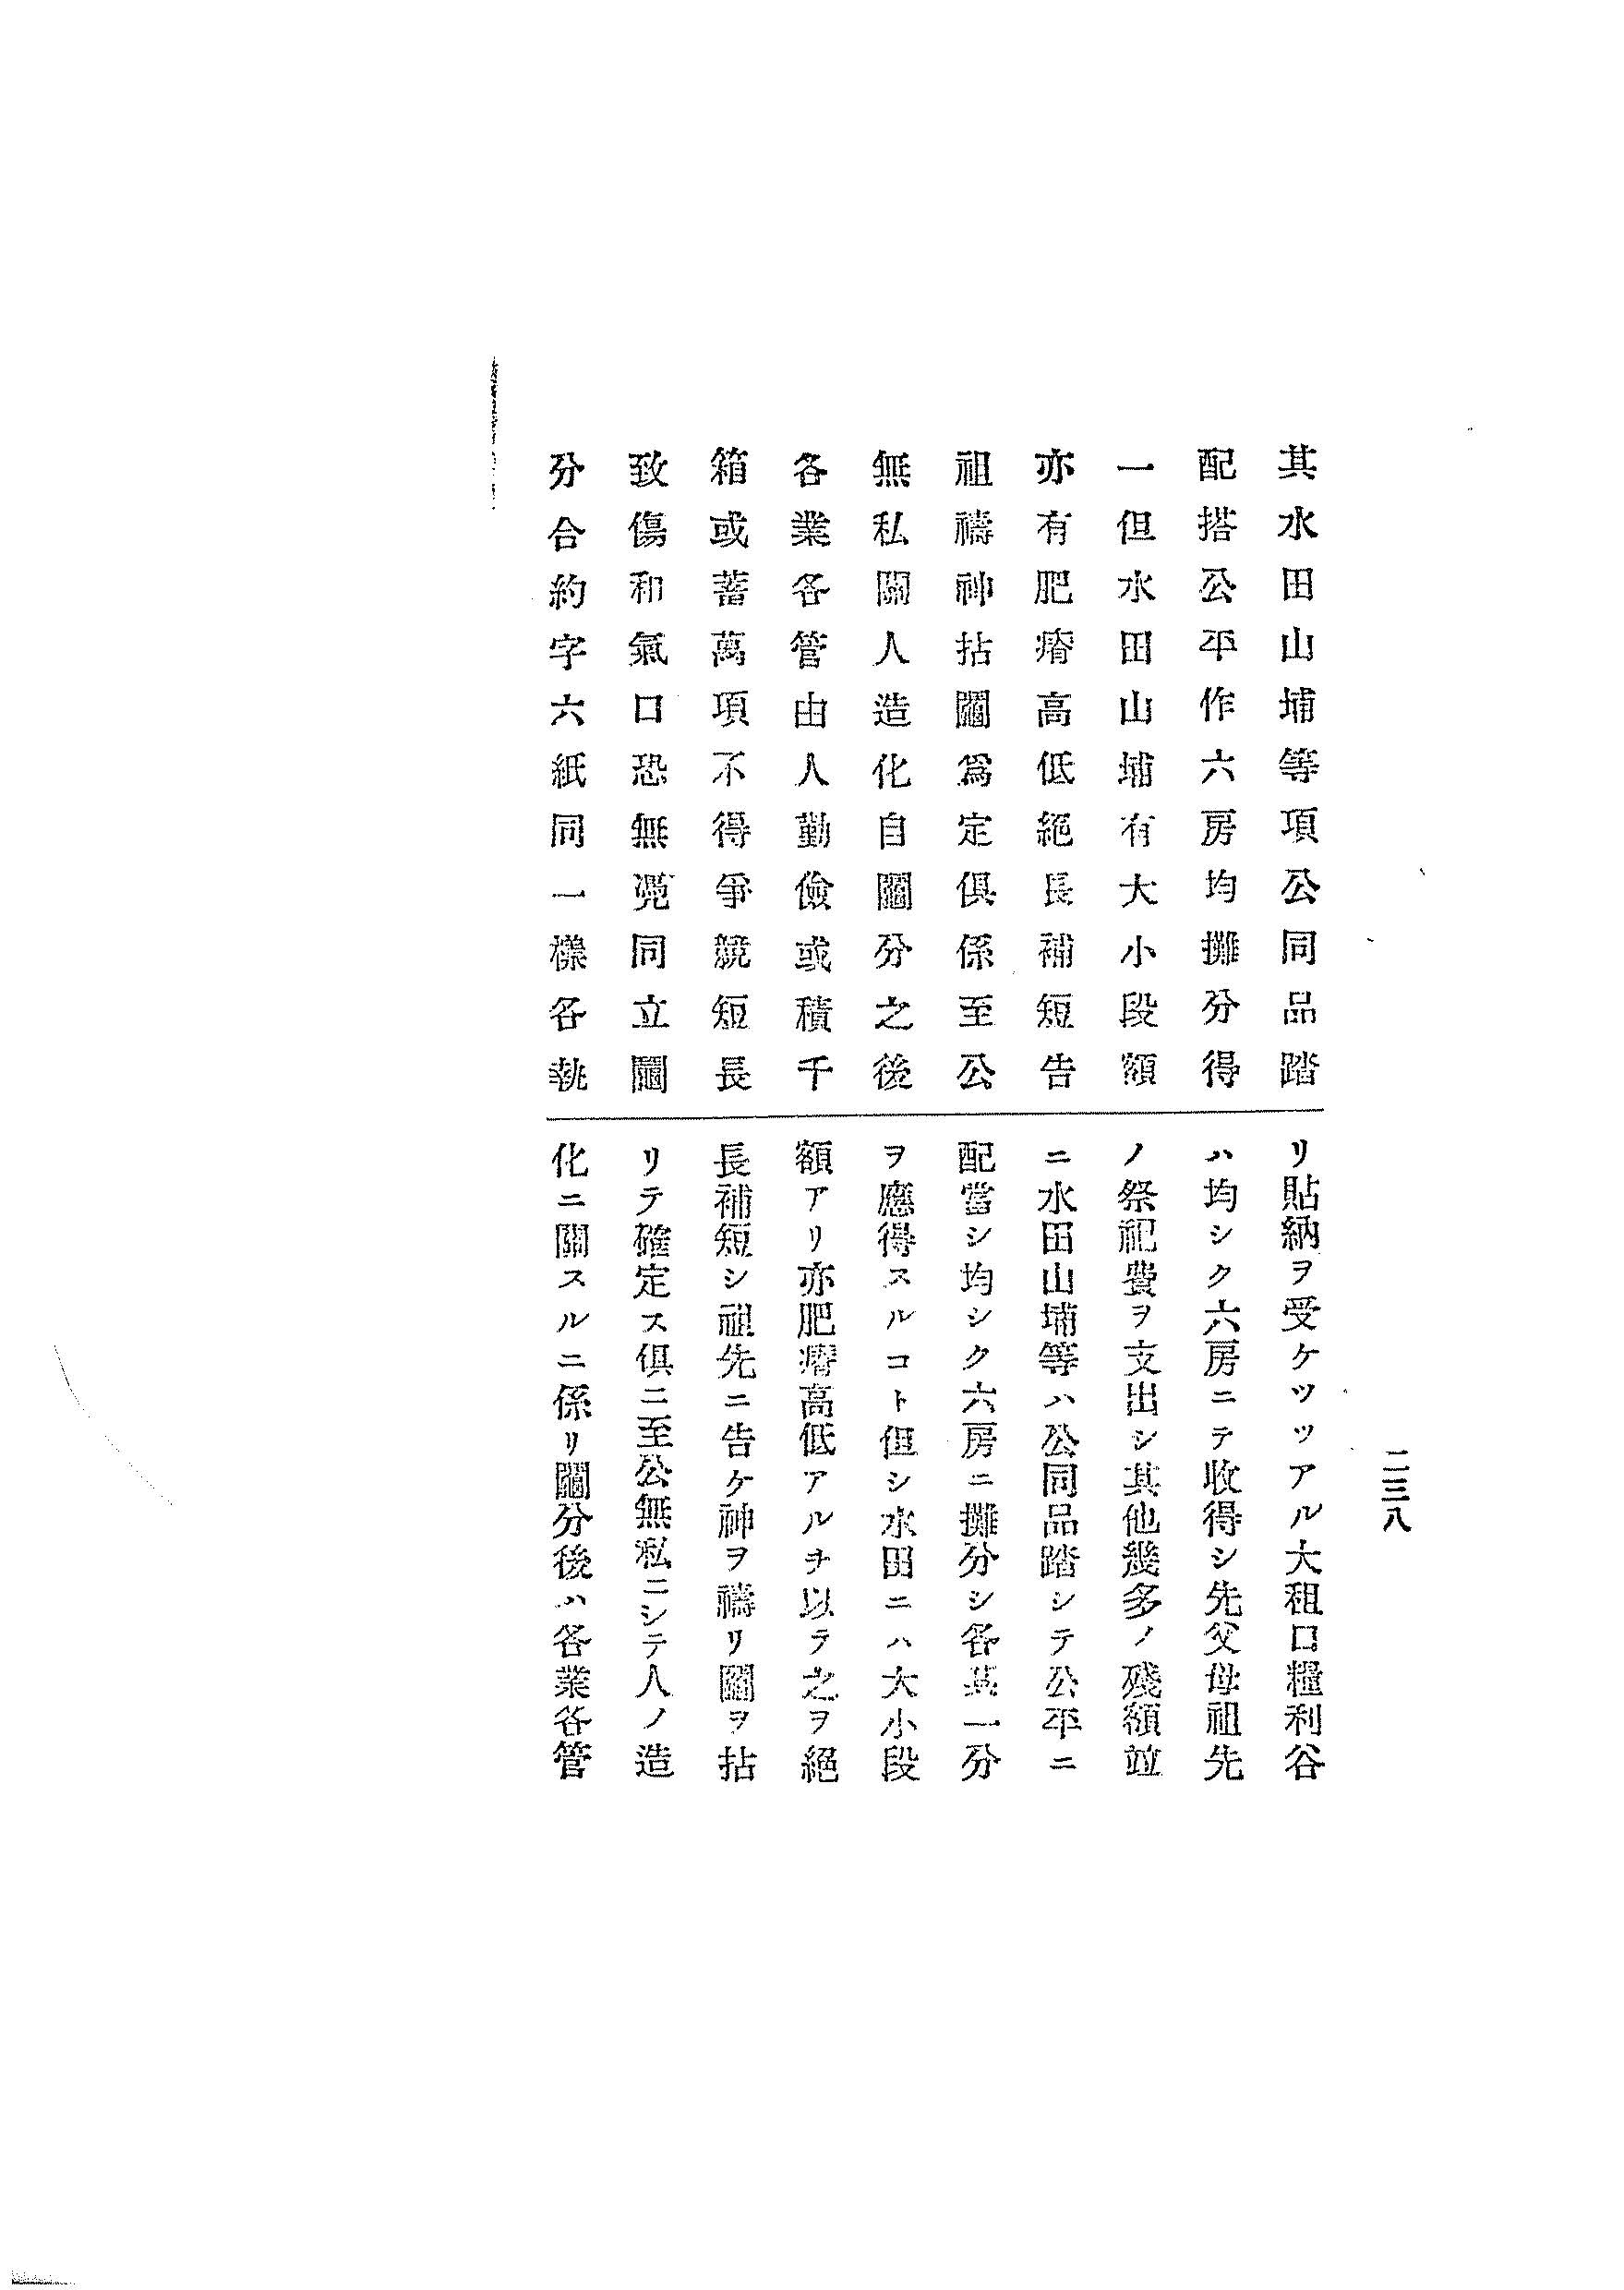 其水田山埔等項公同品踏
配搭公平作六房均攤分得
一但水田山埔有大小段額
亦有肥瘠高低絕長補短告
祖禱神拈鬮爲定俱係至公
無私關人造化自鬮分之後
各業各管由人勤儉或積千
箱或蓄萬項不得爭競短長
致傷和氣口恐無凴同立鬮
分合約字六紙同一樣各執
リ貼納ヲ受ケツツアル大租口糧利谷
ハ均シク六房ニテ收得シ先父母祖先
ノ祭祀費ヲ支出シ其他幾多ノ殘額竝
ニ水田山埔等ハ公同品踏シテ公平ニ
配當シ均シク六房ニ攤分シ各其一分
ヲ應得スルコト但シ水田ニハ大小段
額アリ亦肥瘠高低アルヲ以テ之ヲ絕
長補短シ祖先ニ告ケ神ヲ禱リ鬮ヲ拈
リテ確定ス俱ニ至公無私ニシテ人ノ造
化ニ關スルニ係リ鬮分後ハ各業各管
二三八